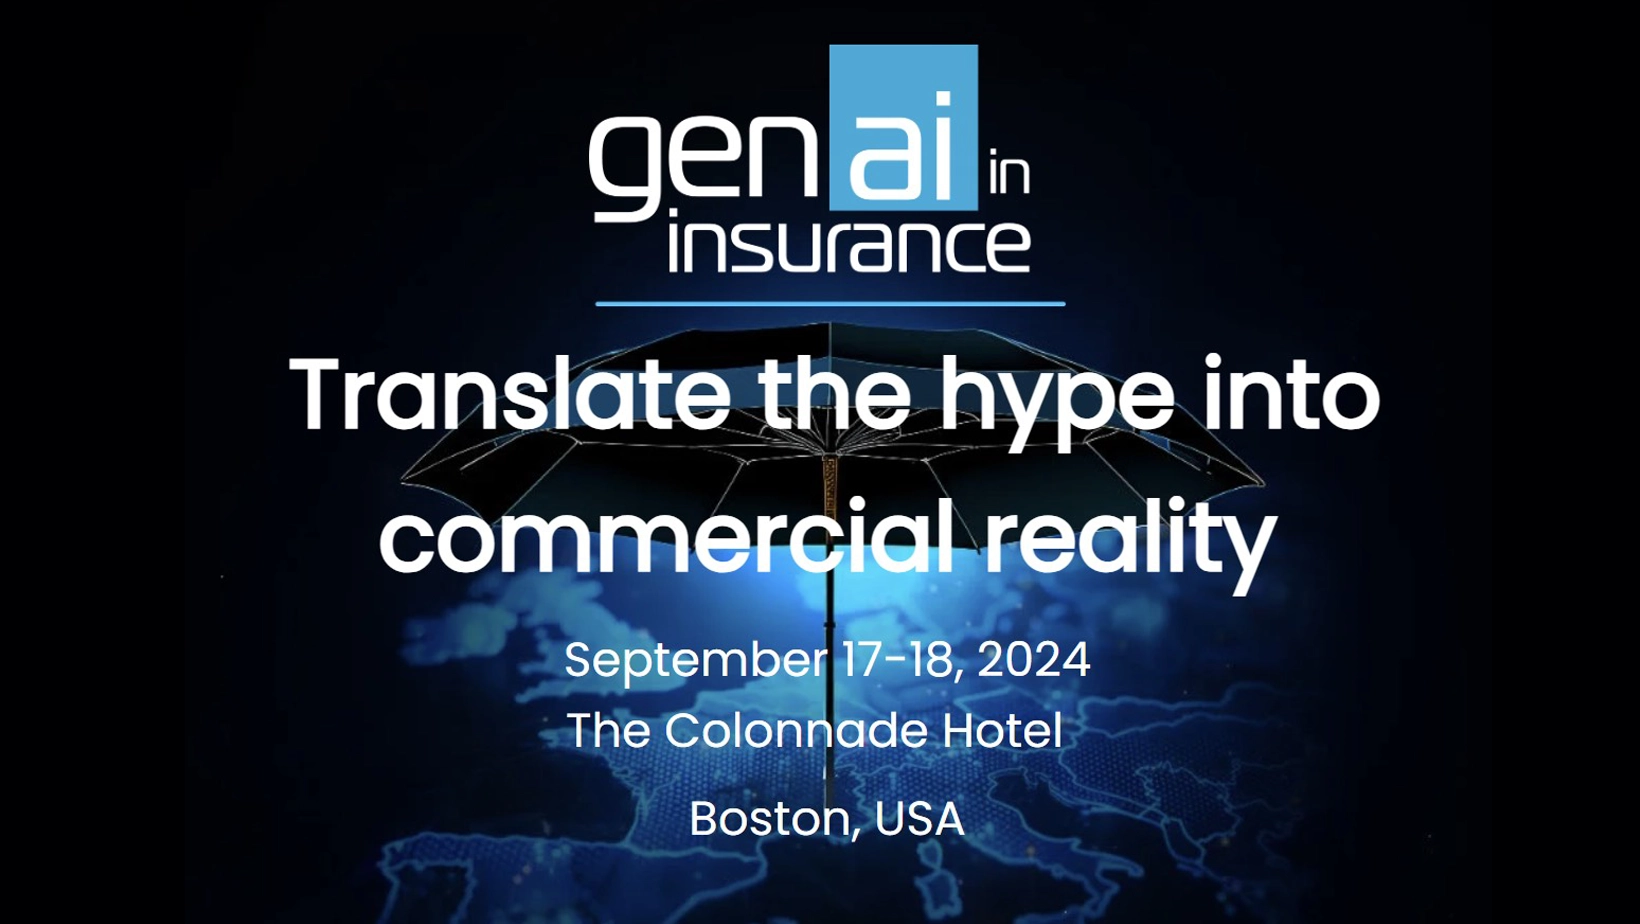 gen ai in
insurance
Translate the hype into
commercial reality
September 17-18, 2024
The Colonnade Hotel
Boston, USA